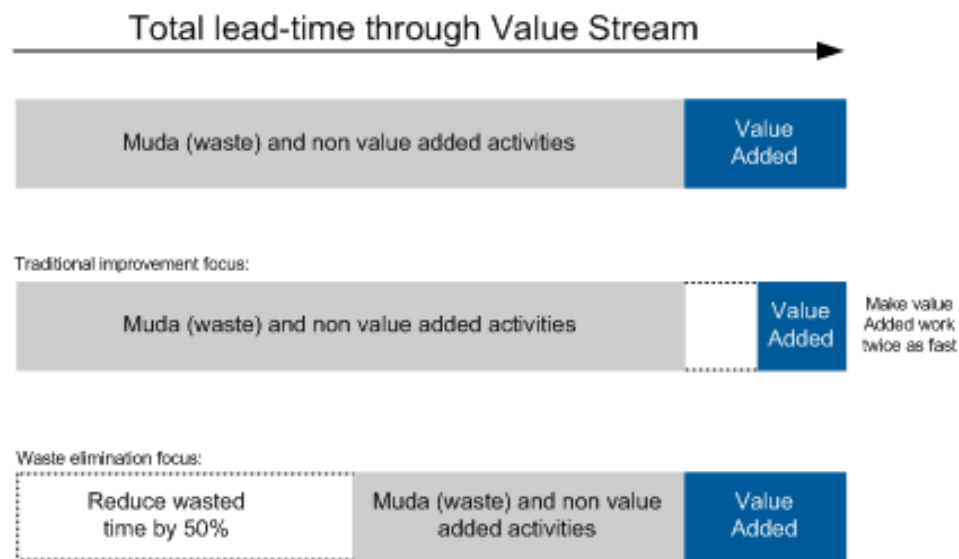 Total lead-time through Value Stream
Muda (waste) and non value added activities
Value
Added
Traditional improvement focus:
Muda (waste) and non value added activities
Value
Added
Make value
Added work
twice as fast
Waste elimination focus:
Reduce wasted
time by 50%
Muda (waste) and non value
added activities
Value
Added